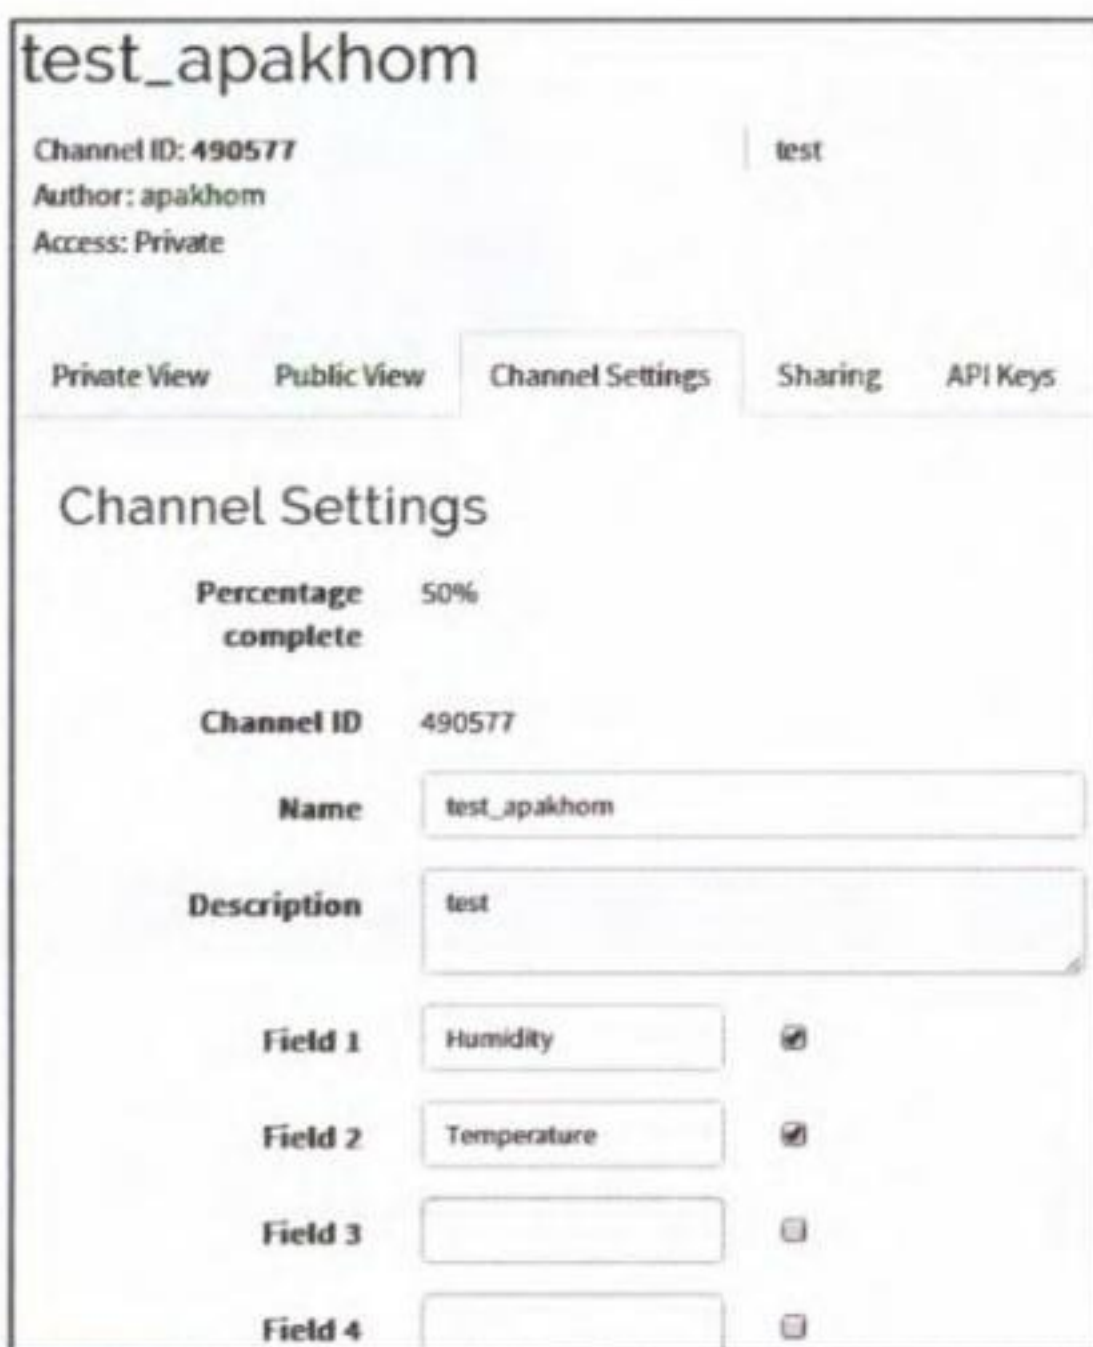 test_apakhom
Channel ID: 490577
test
Author: apakhom
Access: Private
Private View Public View Channel Settings Sharing API Keys
Channel Settings
Percentage 50%
complete
Channel ID 490577
Name test_apakhom
Description test
Field 1 Humidity
Field 2 Temperature
Field 3
Field 4